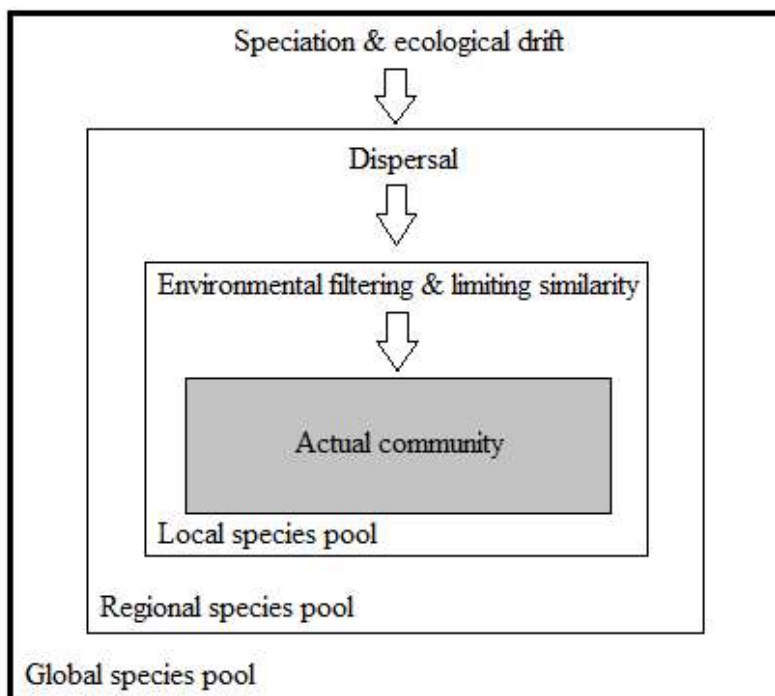 Speciation & ecological drift
Dispersal
Environmental filtering & limiting similarity
Actual community
Local species pool
Regional species pool
Global species pool